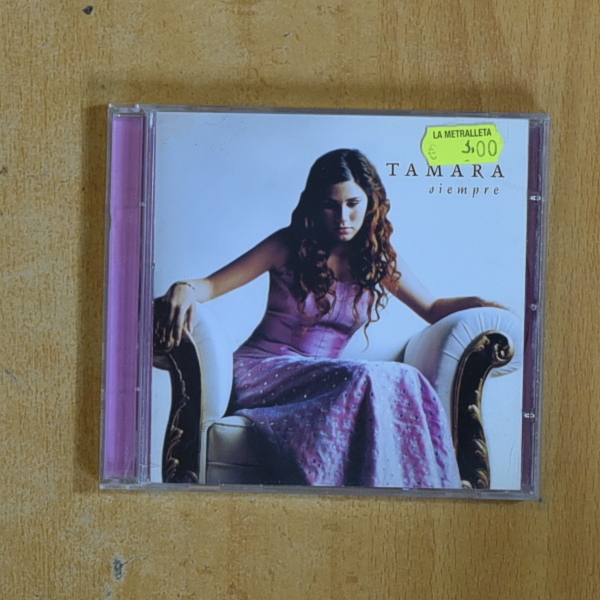 LA METRALLETA
€ 3,00
TAMARA
siempre